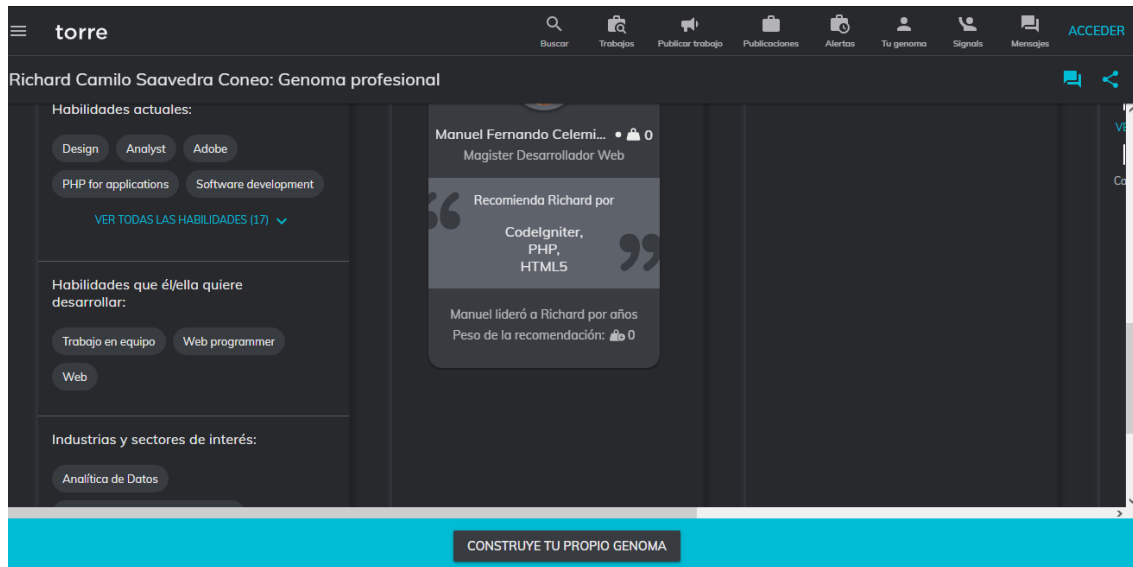 torre
Buscar
Trabajos
Publicar trabajo
Publicaciones
Alertas
Tu genoma
Signals
Mensajes
ACCEDER
Richard Camilo Saavedra Coneo: Genoma profesional
Habilidades actuales:
Design Analyst Adobe
PHP for applications Software development
VER TODAS LAS HABILIDADES (17)
Habilidades que él/ella quiere
desarrollar:
Trabajo en equipo Web programmer
Web
Industrias y sectores de interés:
Analítica de Datos
Manuel Fernando Celemi... • 0
Magister Desarrollador Web
Recomienda Richard por
CodeIgniter,
PHP,
HTML5
Manuel lideró a Richard por años
Peso de la recomendación: 0
CONSTRUYE TU PROPIO GENOMA